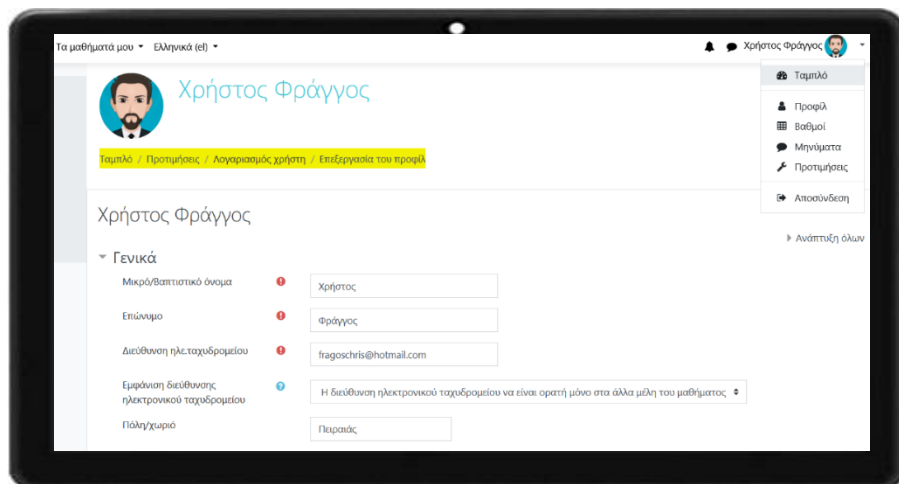 Τα μαθήματά μου Ελληνικά (el) Χρήστος Φράγγος
Χρήστος Φράγγος
Ταμπλό
Προφίλ
Βαθμοί
Μηνύματα
Προτιμήσεις
Αποσύνδεση
Ταμπλό / Προτιμήσεις / Λογαριασμός χρήστη / Επεξεργασία του προφίλ
Χρήστος Φράγγος
Ανάπτυξη όλων
Γενικά
Μικρό/Βαπτιστικό όνομα Χρήστος
Επώνυμο Φράγγος
Διεύθυνση ηλε.ταχυδρομείου fragoschris@hotmail.com
Εμφάνιση διεύθυνσης
ηλεκτρονικού ταχυδρομείου
Η διεύθυνση ηλεκτρονικού ταχυδρομείου να είναι ορατή μόνο στα άλλα μέλη του μαθήματος
Πόλη/χωριό Πειραιάς